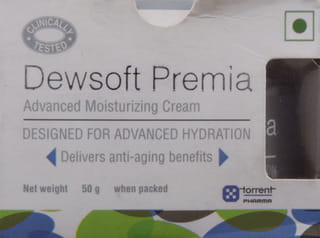 CLINICALLY
TESTED
Dewsoft Premia
Advanced Moisturizing Cream
DESIGNED FOR ADVANCED HYDRATION
Delivers anti-aging benefits
Net weight 50 g when packed
torrent
PHARMA
a